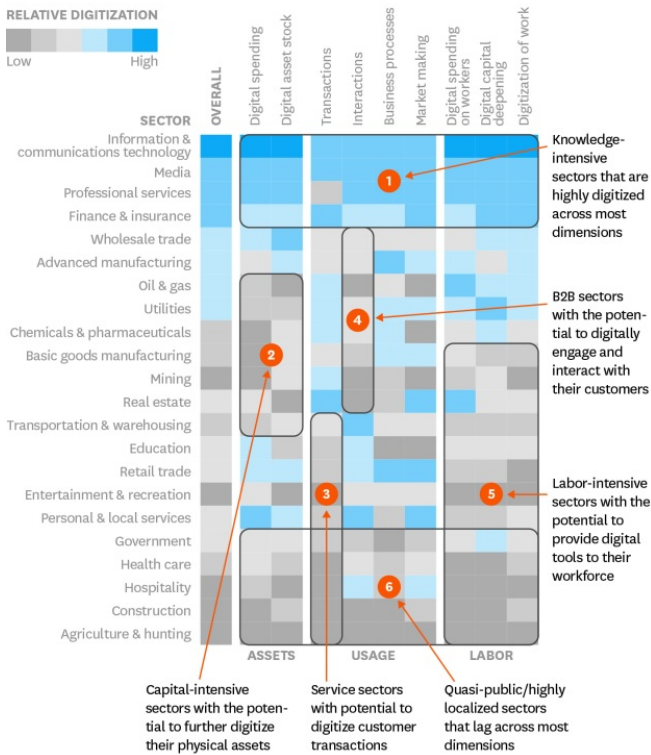 RELATIVE DIGITIZATION
Low
High
SECTOR
OVERALL
Digital spending
Digital asset stock
Transactions
Interactions
Business processes
Market making
Digital spending
on workers
Digital capital
deepening
Digitization of work
Information &
communications technology
Media
Professional services
Finance & insurance
Wholesale trade
Advanced manufacturing
Oil & gas
Utilities
Chemicals & pharmaceuticals
Basic goods manufacturing
Mining
Real estate
Transportation & warehousing
Education
Retail trade
Entertainment & recreation
Personal & local services
Government
Health care
Hospitality
Construction
Agriculture & hunting
1
4
2
3
5
6
Knowledge-
intensive
sectors that are
highly digitized
across most
dimensions
B2B sectors
with the poten-
tial to digitally
engage and
interact with
their customers
Labor-intensive
sectors with the
potential to
provide digital
tools to their
workforce
ASSETS
USAGE
LABOR
Capital-intensive
sectors with the poten-
tial to further digitize
their physical assets
Service sectors
with potential to
digitize customer
transactions
Quasi-public/highly
localized sectors
that lag across most
dimensions